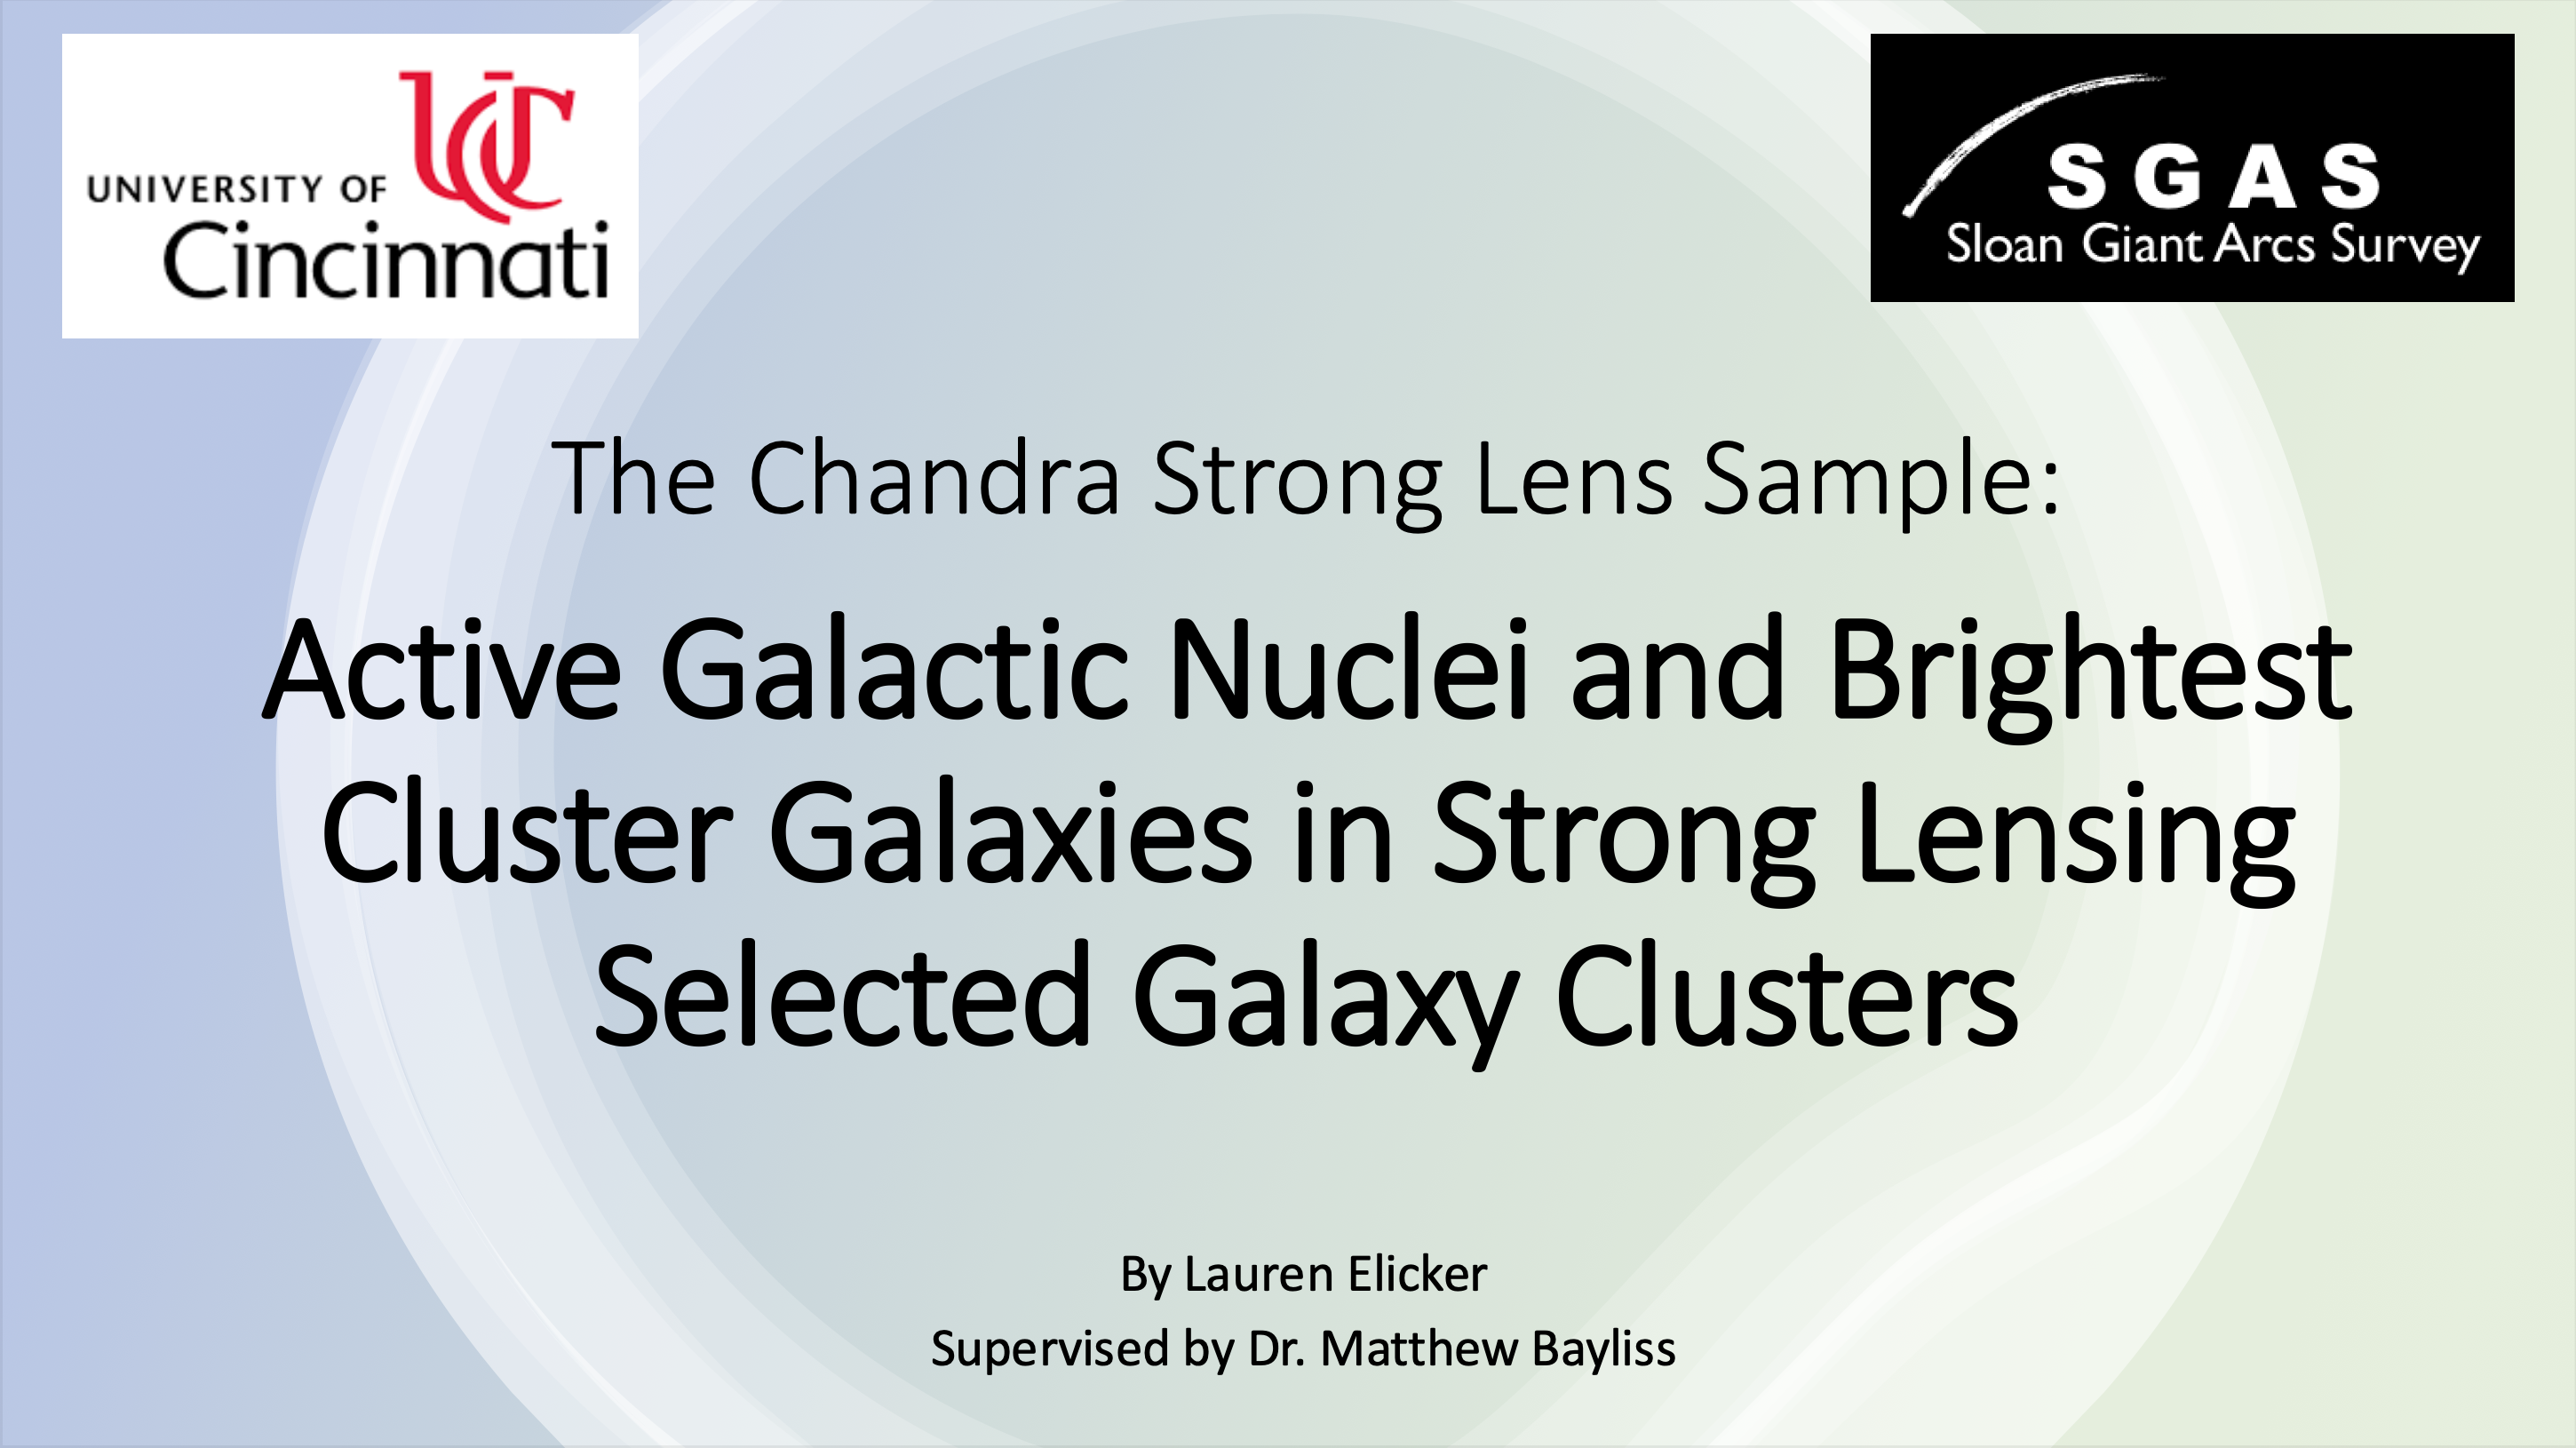 UNIVERSITY OF
Cincinnati
UC
SGAS
Sloan Giant Arcs Survey
The Chandra Strong Lens Sample:
Active Galactic Nuclei and Brightest
Cluster Galaxies in Strong Lensing
Selected Galaxy Clusters
By Lauren Elicker
Supervised by Dr. Matthew Bayliss